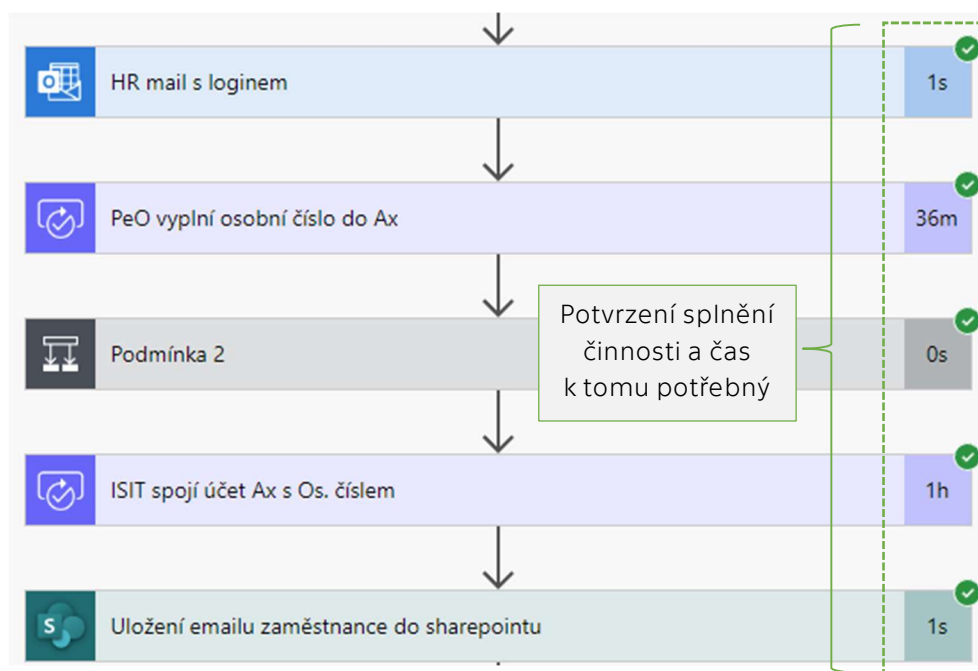 HR mail s loginem
1s
PeO vyplní osobní číslo do Ax
36m
Podmínka 2
0s
Potvrzení splnění
činnosti a čas
k tomu potřebný
ISIT spojí účet Ax s Os. číslem
1h
Uložení emailu zaměstnance do sharepointu
1s